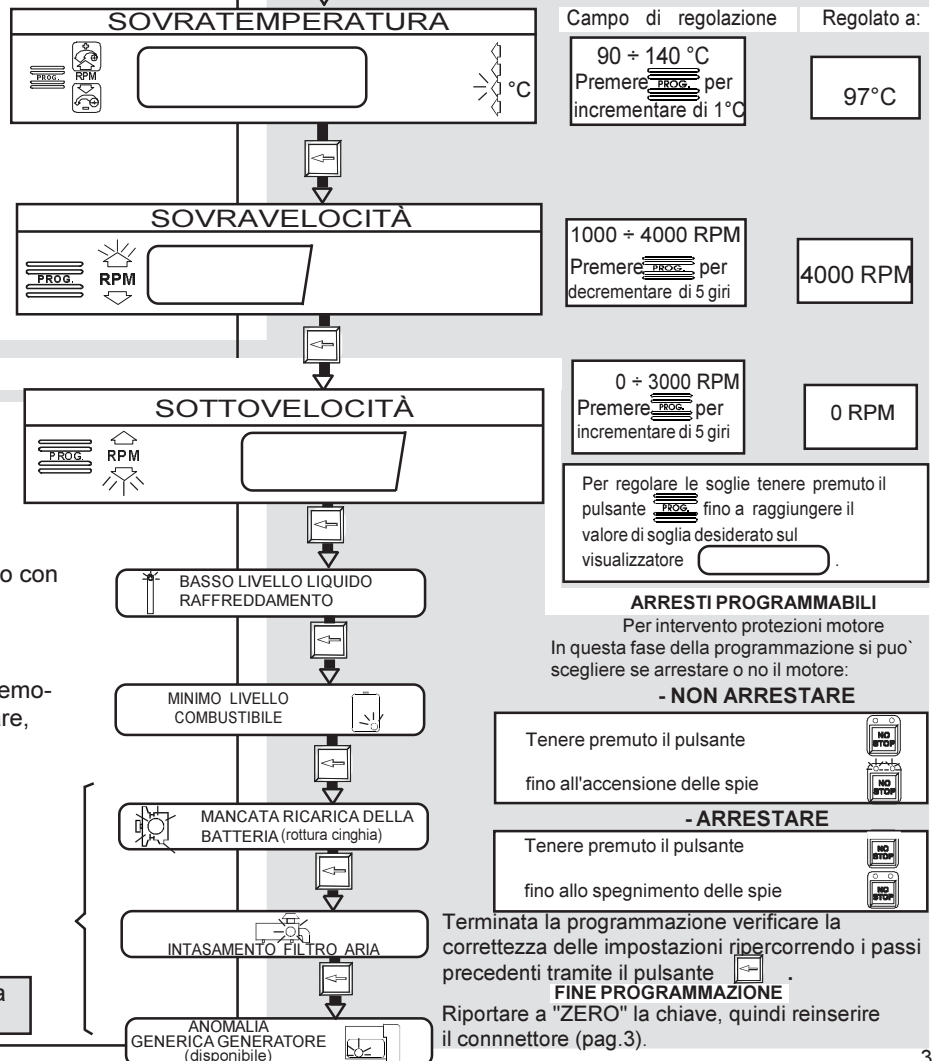 SOVRATEMPERATURA
Campo di regolazione
Regolato a:
PROG.
RPM
°C
90 ÷ 140 °C
Premere PROG. per
incrementare di 1°C
97°C
SOVRAVELOCITÀ
PROG.
RPM
1000 ÷ 4000 RPM
Premere PROG. per
decrementare di 5 giri
4000 RPM
SOTTOVELOCITÀ
PROG.
RPM
0 ÷ 3000 RPM
Premere PROG. per
incrementare di 5 giri
0 RPM
Per regolare le soglie tenere premuto il
pulsante PROG. fino a raggiungere il
valore di soglia desiderato sul
visualizzatore .
o con
emo-
re,
a
BASSO LIVELLO LIQUIDO
RAFFREDDAMENTO
MINIMO LIVELLO
COMBUSTIBILE
MANCATA RICARICA DELLA
BATTERIA (rottura cinghia)
INTASAMENTO FILTRO ARIA
ANOMALIA
GENERICA GENERATORE
(disponibile)
ARRESTI PROGRAMMABILI
Per intervento protezioni motore
In questa fase della programmazione si puo`
scegliere se arrestare o no il motore:
- NON ARRESTARE
Tenere premuto il pulsante NO STOP
fino all'accensione delle spie NO STOP
- ARRESTARE
Tenere premuto il pulsante NO STOP
fino allo spegnimento delle spie NO STOP
Terminata la programmazione verificare la
correttezza delle impostazioni ripercorrendo i passi
precedenti tramite il pulsante .
FINE PROGRAMMAZIONE
Riportare a "ZERO" la chiave, quindi reinserire
il connnettore (pag.3).
3